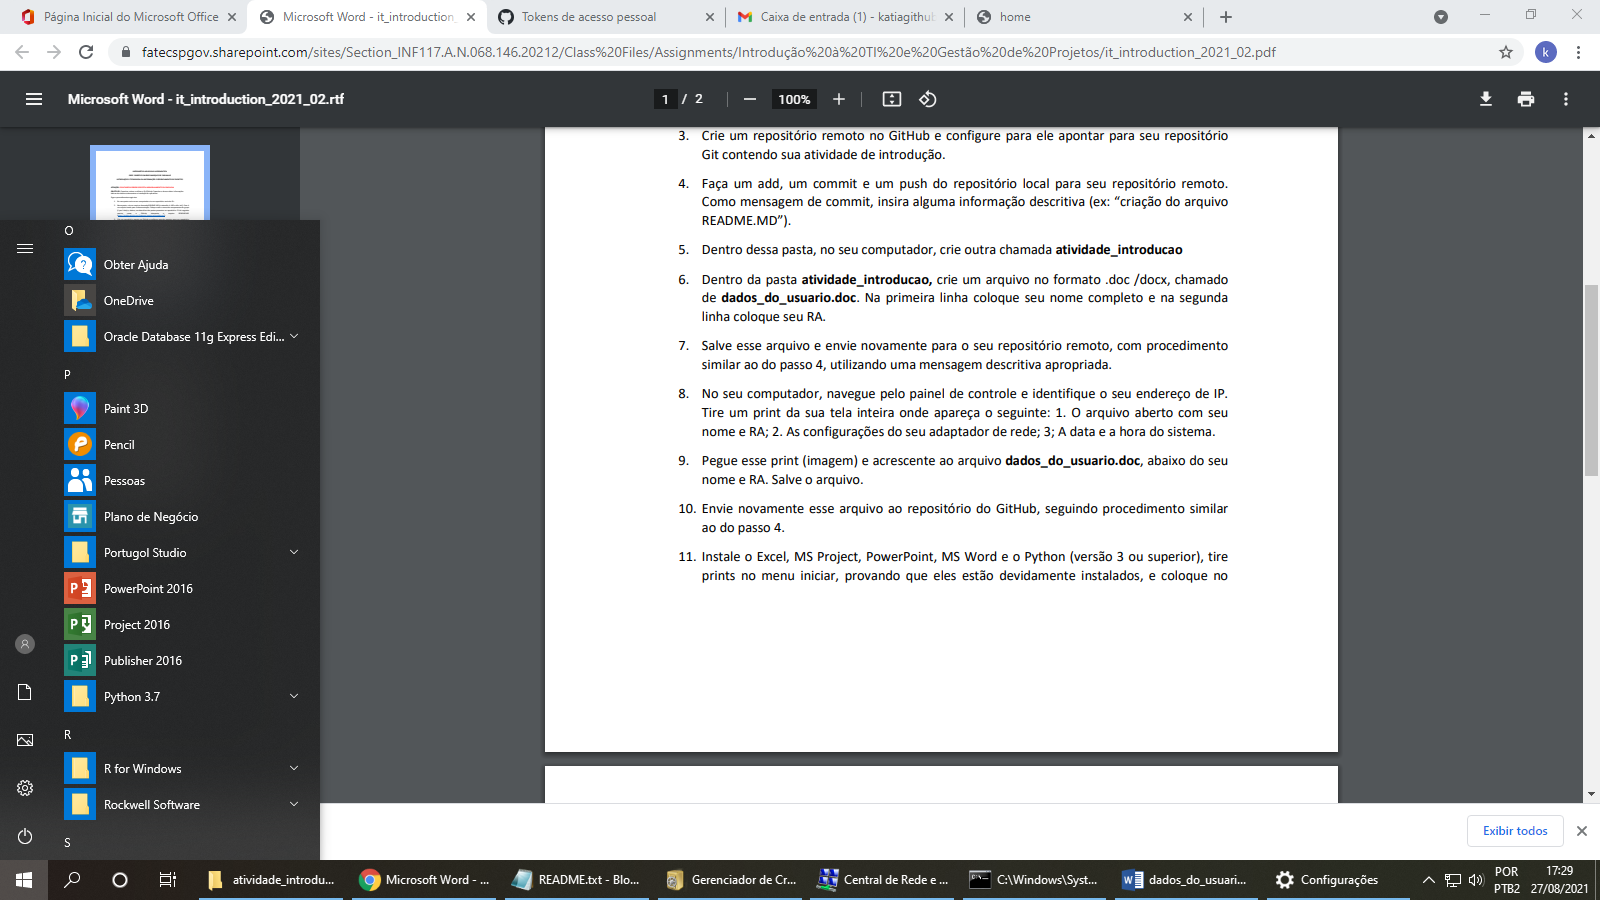 Página Inicial do Microsoft Office
Microsoft Word - it_introduction_
Tokens de acesso pessoal
Caixa de entrada (1) - katiagithub
home
fatecspgov.sharepoint.com/sites/Section_INF117.A.N.068.146.20212/Class%20Files/Assignments/Introdução%20à%20TI%20e%20Gestão%20de%20Projetos/it_introduction_2021_02.pdf
k
Microsoft Word - it_introduction_2021_02.rtf
1 / 2
100%
3. Crie um repositório remoto no GitHub e configure para ele apontar para seu repositório
Git contendo sua atividade de introdução.
4. Faça um add, um commit e um push do repositório local para seu repositório remoto.
Como mensagem de commit, insira alguma informação descritiva (ex: “criação do arquivo
README.MD”).
5. Dentro dessa pasta, no seu computador, crie outra chamada atividade_introducao
6. Dentro da pasta atividade_introducao, crie um arquivo no formato .doc /docx, chamado
de dados_do_usuario.doc. Na primeira linha coloque seu nome completo e na segunda
linha coloque seu RA.
7. Salve esse arquivo e envie novamente para o seu repositório remoto, com procedimento
similar ao do passo 4, utilizando uma mensagem descritiva apropriada.
8. No seu computador, navegue pelo painel de controle e identifique o seu endereço de IP.
Tire um print da sua tela inteira onde apareça o seguinte: 1. O arquivo aberto com seu
nome e RA; 2. As configurações do seu adaptador de rede; 3; A data e a hora do sistema.
9. Pegue esse print (imagem) e acrescente ao arquivo dados_do_usuario.doc, abaixo do seu
nome e RA. Salve o arquivo.
10. Envie novamente esse arquivo ao repositório do GitHub, seguindo procedimento similar
ao do passo 4.
11. Instale o Excel, MS Project, PowerPoint, MS Word e o Python (versão 3 ou superior), tire
prints no menu iniciar, provando que eles estão devidamente instalados, e coloque no
O
Obter Ajuda
OneDrive
Oracle Database 11g Express Edi...
P
Paint 3D
Pencil
Pessoas
Plano de Negócio
Portugol Studio
PowerPoint 2016
Project 2016
Publisher 2016
Python 3.7
R
R for Windows
Rockwell Software
S
Exibir todos
atividade_introdu...
Microsoft Word - ...
README.txt - Blo...
Gerenciador de Cr...
Central de Rede e ...
C:\Windows\Syst...
dados_do_usuari...
Configurações
POR
PTB2
17:29
27/08/2021